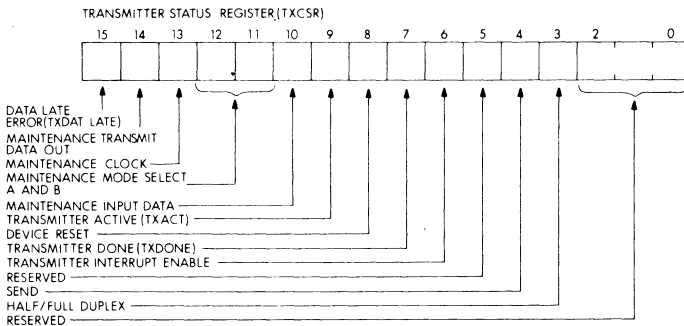 TRANSMITTER STATUS REGISTER (TXCSR)
15 14 13 12 11 10 9 8 7 6 5 4 3 2 0
DATA LATE
ERROR(TXDAT LATE)
MAINTENANCE TRANSMIT
DATA OUT
MAINTENANCE CLOCK
MAINTENANCE MODE SELECT
A AND B
MAINTENANCE INPUT DATA
TRANSMITTER ACTIVE (TXACT)
DEVICE RESET
TRANSMITTER DONE (TXDONE)
TRANSMITTER INTERRUPT ENABLE
RESERVED
SEND
HALF/FULL DUPLEX
RESERVED